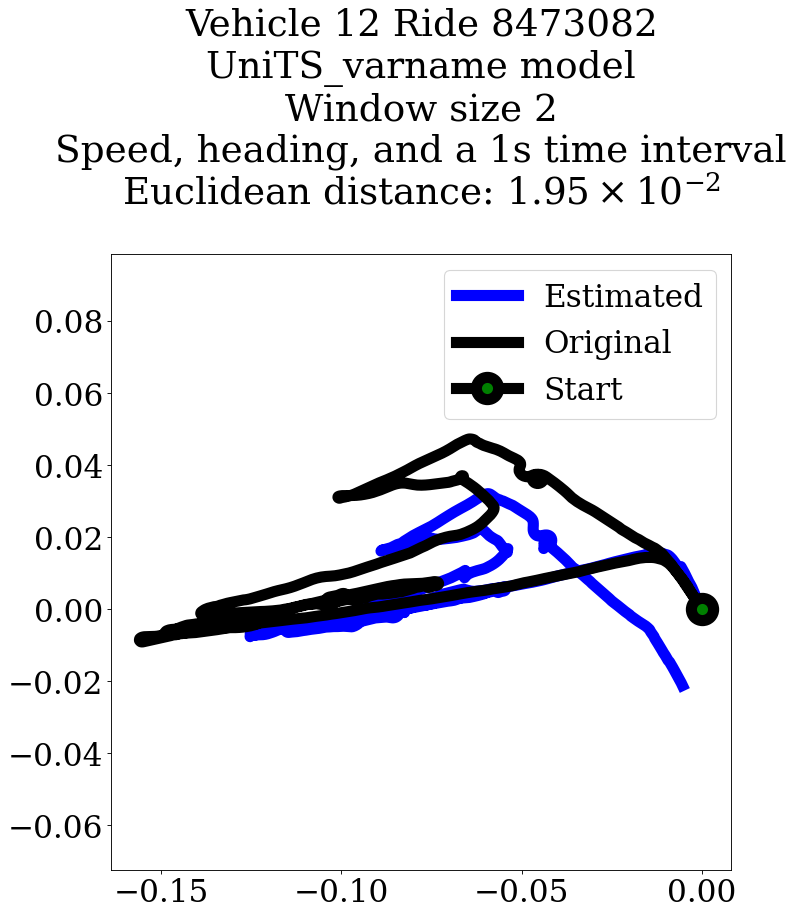 Vehicle 12 Ride 8473082
UniTS_varname model
Window size 2
Speed, heading, and a 1s time interval
Euclidean distance: 1.95 × 10⁻²
Estimated
Original
Start
0.08
0.06
0.04
0.02
0.00
−0.02
−0.04
−0.06
−0.15
−0.10
−0.05
0.00